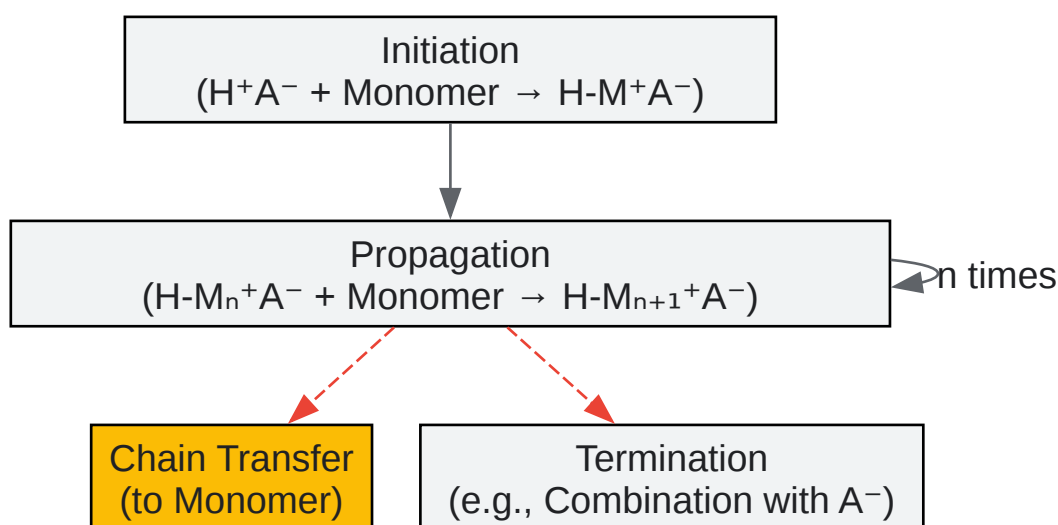 Initiation
(H⁺A⁻ + Monomer → H-M⁺A⁻)
Propagation
(H-Mₙ⁺A⁻ + Monomer → H-Mₙ₊₁⁺A⁻)
n times
Chain Transfer
(to Monomer)
Termination
(e.g., Combination with A⁻)